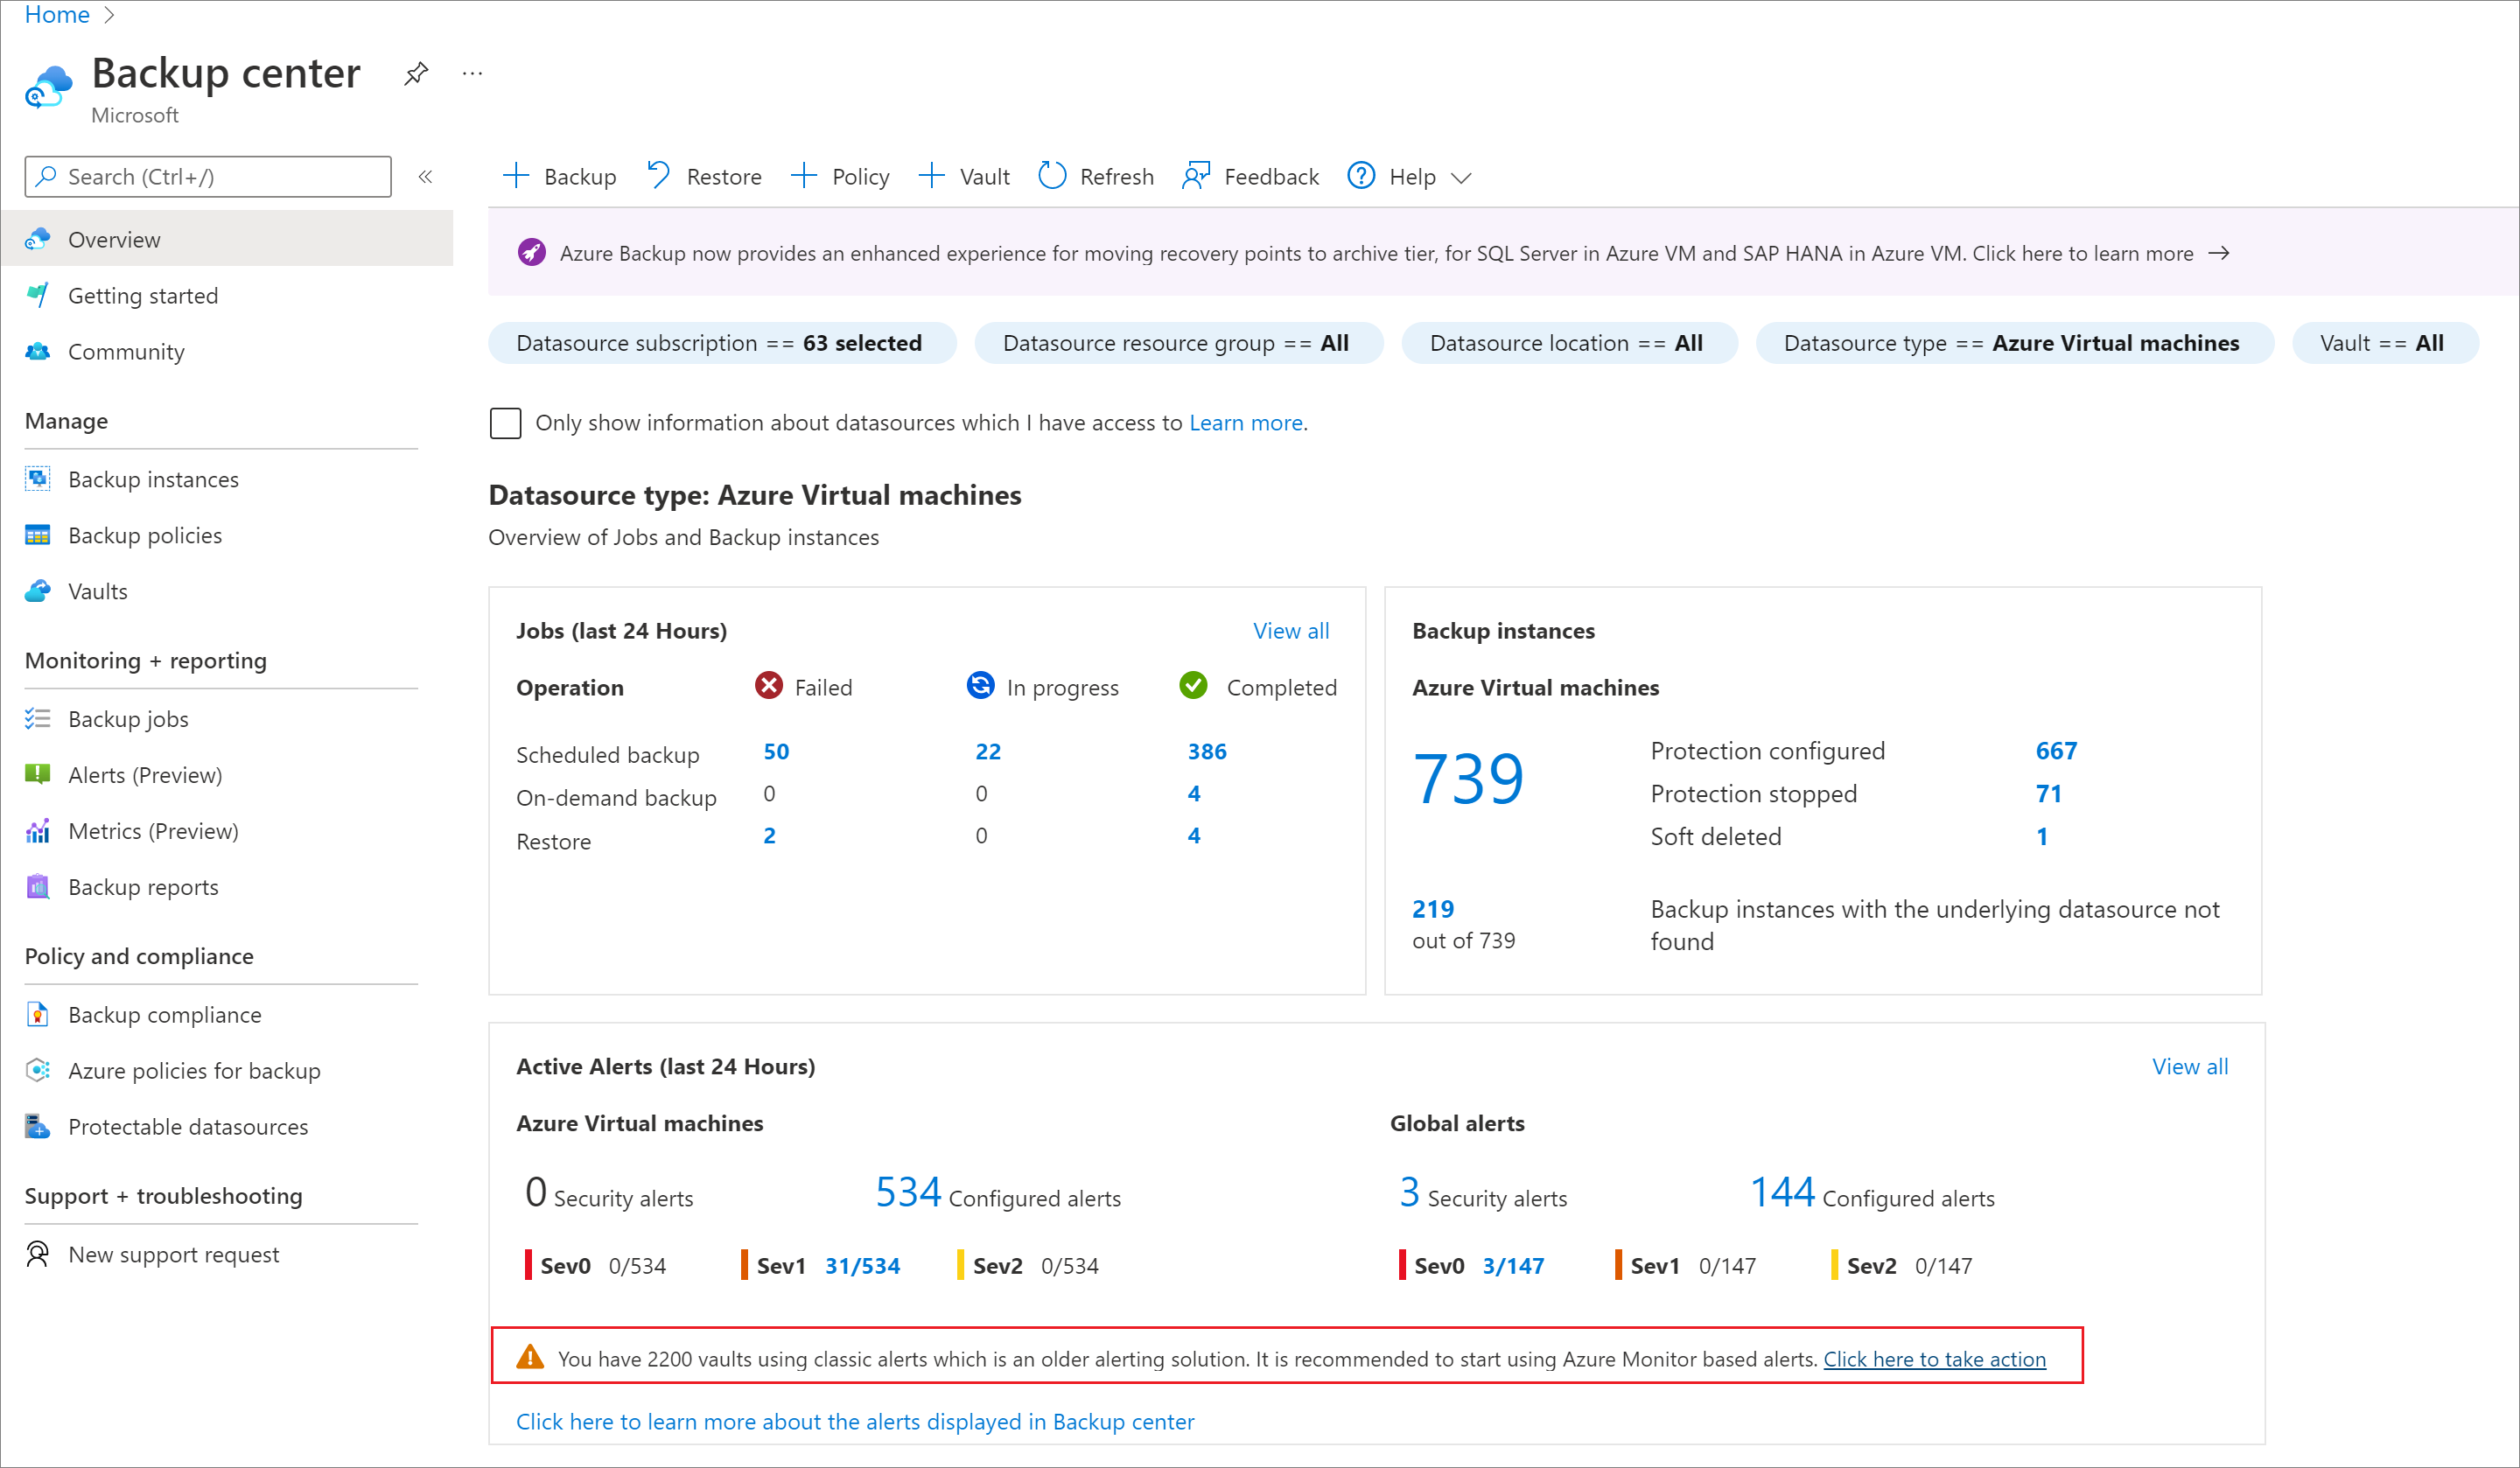 Home
Backup center
Microsoft
Search (Ctrl+/)
Overview
Getting started
Community
Manage
Backup instances
Backup policies
Vaults
Monitoring + reporting
Backup jobs
Alerts (Preview)
Metrics (Preview)
Backup reports
Policy and compliance
Backup compliance
Azure policies for backup
Protectable datasources
Support + troubleshooting
New support request
Backup Restore Policy Vault Refresh Feedback Help
Azure Backup now provides an enhanced experience for moving recovery points to archive tier, for SQL Server in Azure VM and SAP HANA in Azure VM. Click here to learn more →
Datasource subscription == 63 selected Datasource resource group == All Datasource location == All Datasource type == Azure Virtual machines Vault == All
Only show information about datasources which I have access to Learn more.
Datasource type: Azure Virtual machines
Overview of Jobs and Backup instances
Jobs (last 24 Hours) View all
Operation Failed In progress Completed
Scheduled backup 50 22 386
On-demand backup 0 0 4
Restore 2 0 4
Backup instances
Azure Virtual machines
739
Protection configured 667
Protection stopped 71
Soft deleted 1
219
out of 739
Backup instances with the underlying datasource not
found
Active Alerts (last 24 Hours) View all
Azure Virtual machines
0 Security alerts 534 Configured alerts
Sev0 0/534 Sev1 31/534 Sev2 0/534
Global alerts
3 Security alerts 144 Configured alerts
Sev0 3/147 Sev1 0/147 Sev2 0/147
You have 2200 vaults using classic alerts which is an older alerting solution. It is recommended to start using Azure Monitor based alerts. Click here to take action
Click here to learn more about the alerts displayed in Backup center